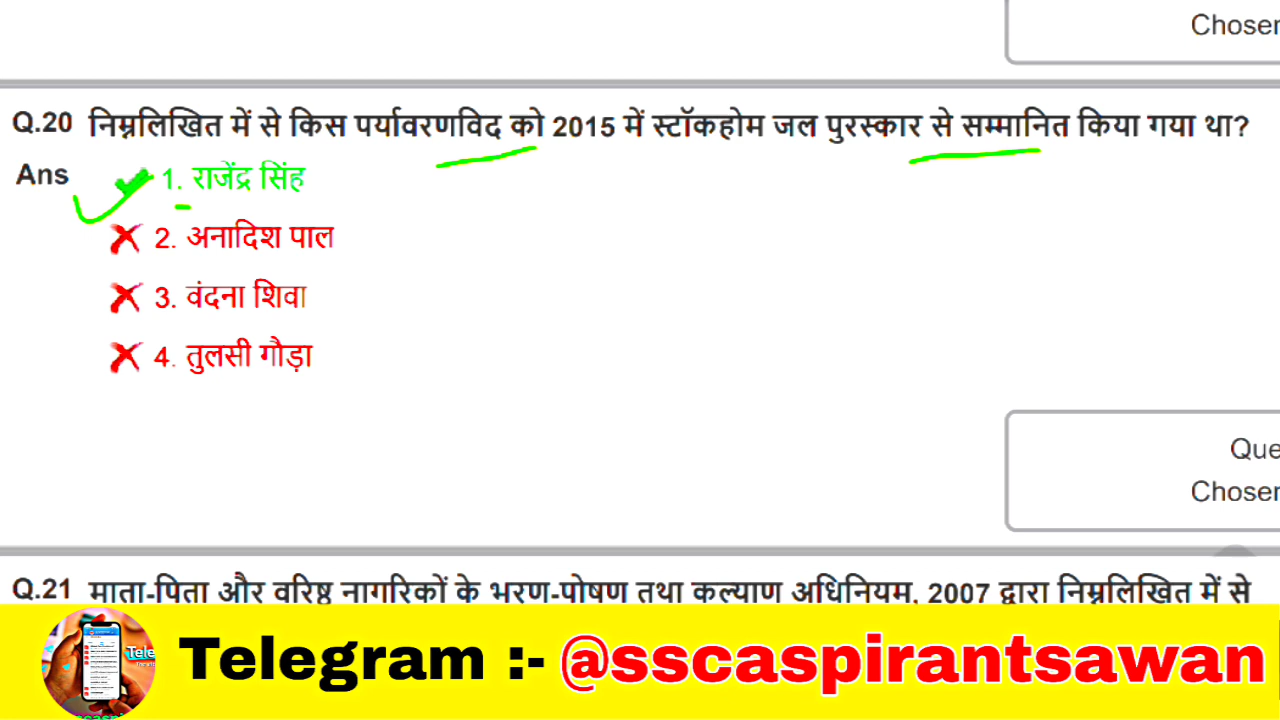 Chosen
Q.20 निम्नलिखित में से किस पर्यावरणविद को 2015 में स्टॉकहोम जल पुरस्कार से सम्मानित किया गया था?
Ans 1. राजेंद्र सिंह
2. अनादिश पाल
3. वंदना शिवा
4. तुलसी गौड़ा
Que
Chosen
Q.21 माता-पिता और वरिष्ठ नागरिकों के भरण-पोषण तथा कल्याण अधिनियम, 2007 द्वारा निम्नलिखित में से
Telegram :- @sscaspirantsawan